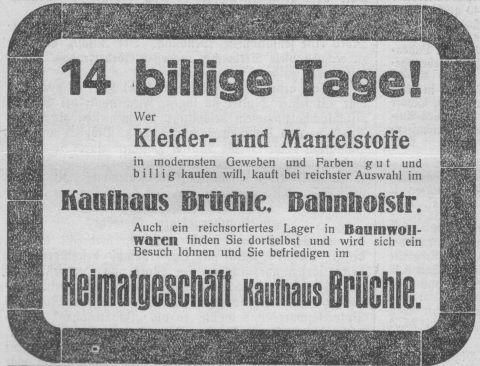 14 billige Tage!
Wer
Kleider- und Mantelstoffe
in modernsten Geweben und Farben gut und
billig kaufen will, kauft bei reichster Auswahl im
Kaufhaus Brüchle, Bahnhofstr.
Auch ein reichsortiertes Lager in Baumwoll-
waren finden Sie dortselbst und wird sich ein
Besuch lohnen und Sie befriedigen im
Heimatgeschäft Kaufhaus Brüchle.